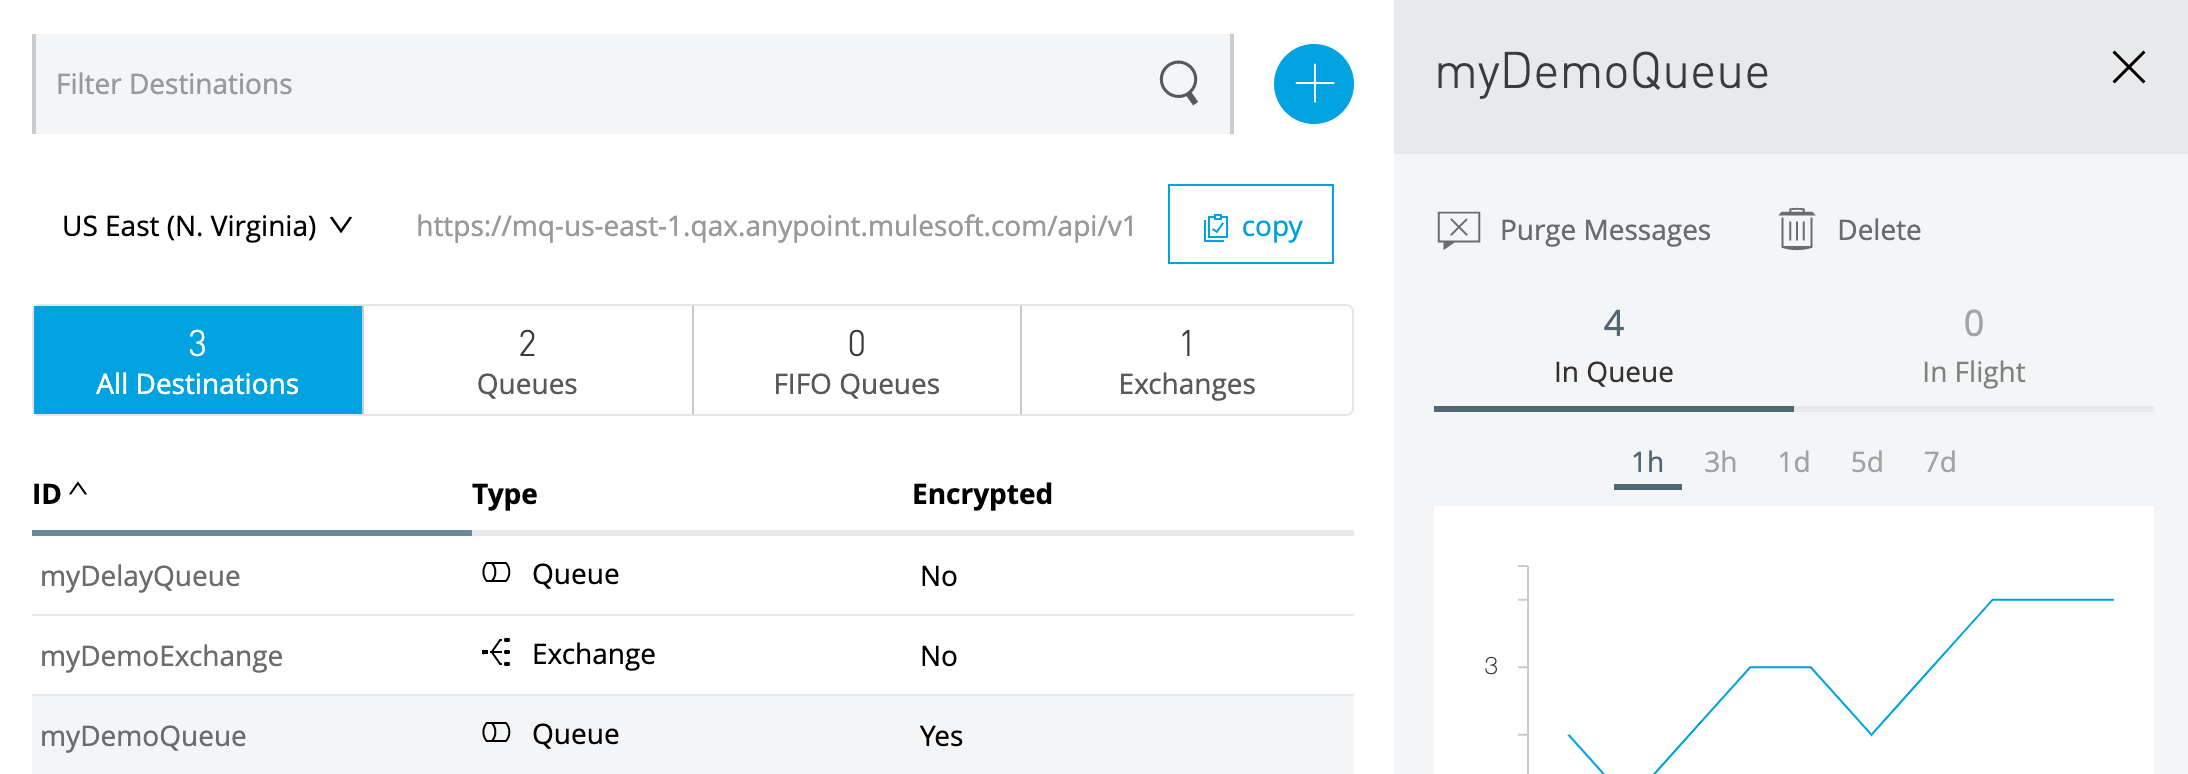 Filter Destinations
US East (N. Virginia)
https://mq-us-east-1.qax.anypoint.mulesoft.com/api/v1
copy
3
All Destinations
2
Queues
0
FIFO Queues
1
Exchanges
ID Type Encrypted
myDelayQueue Queue No
myDemoExchange Exchange No
myDemoQueue Queue Yes
myDemoQueue
Purge Messages Delete
4
In Queue
0
In Flight
1h 3h 1d 5d 7d
3